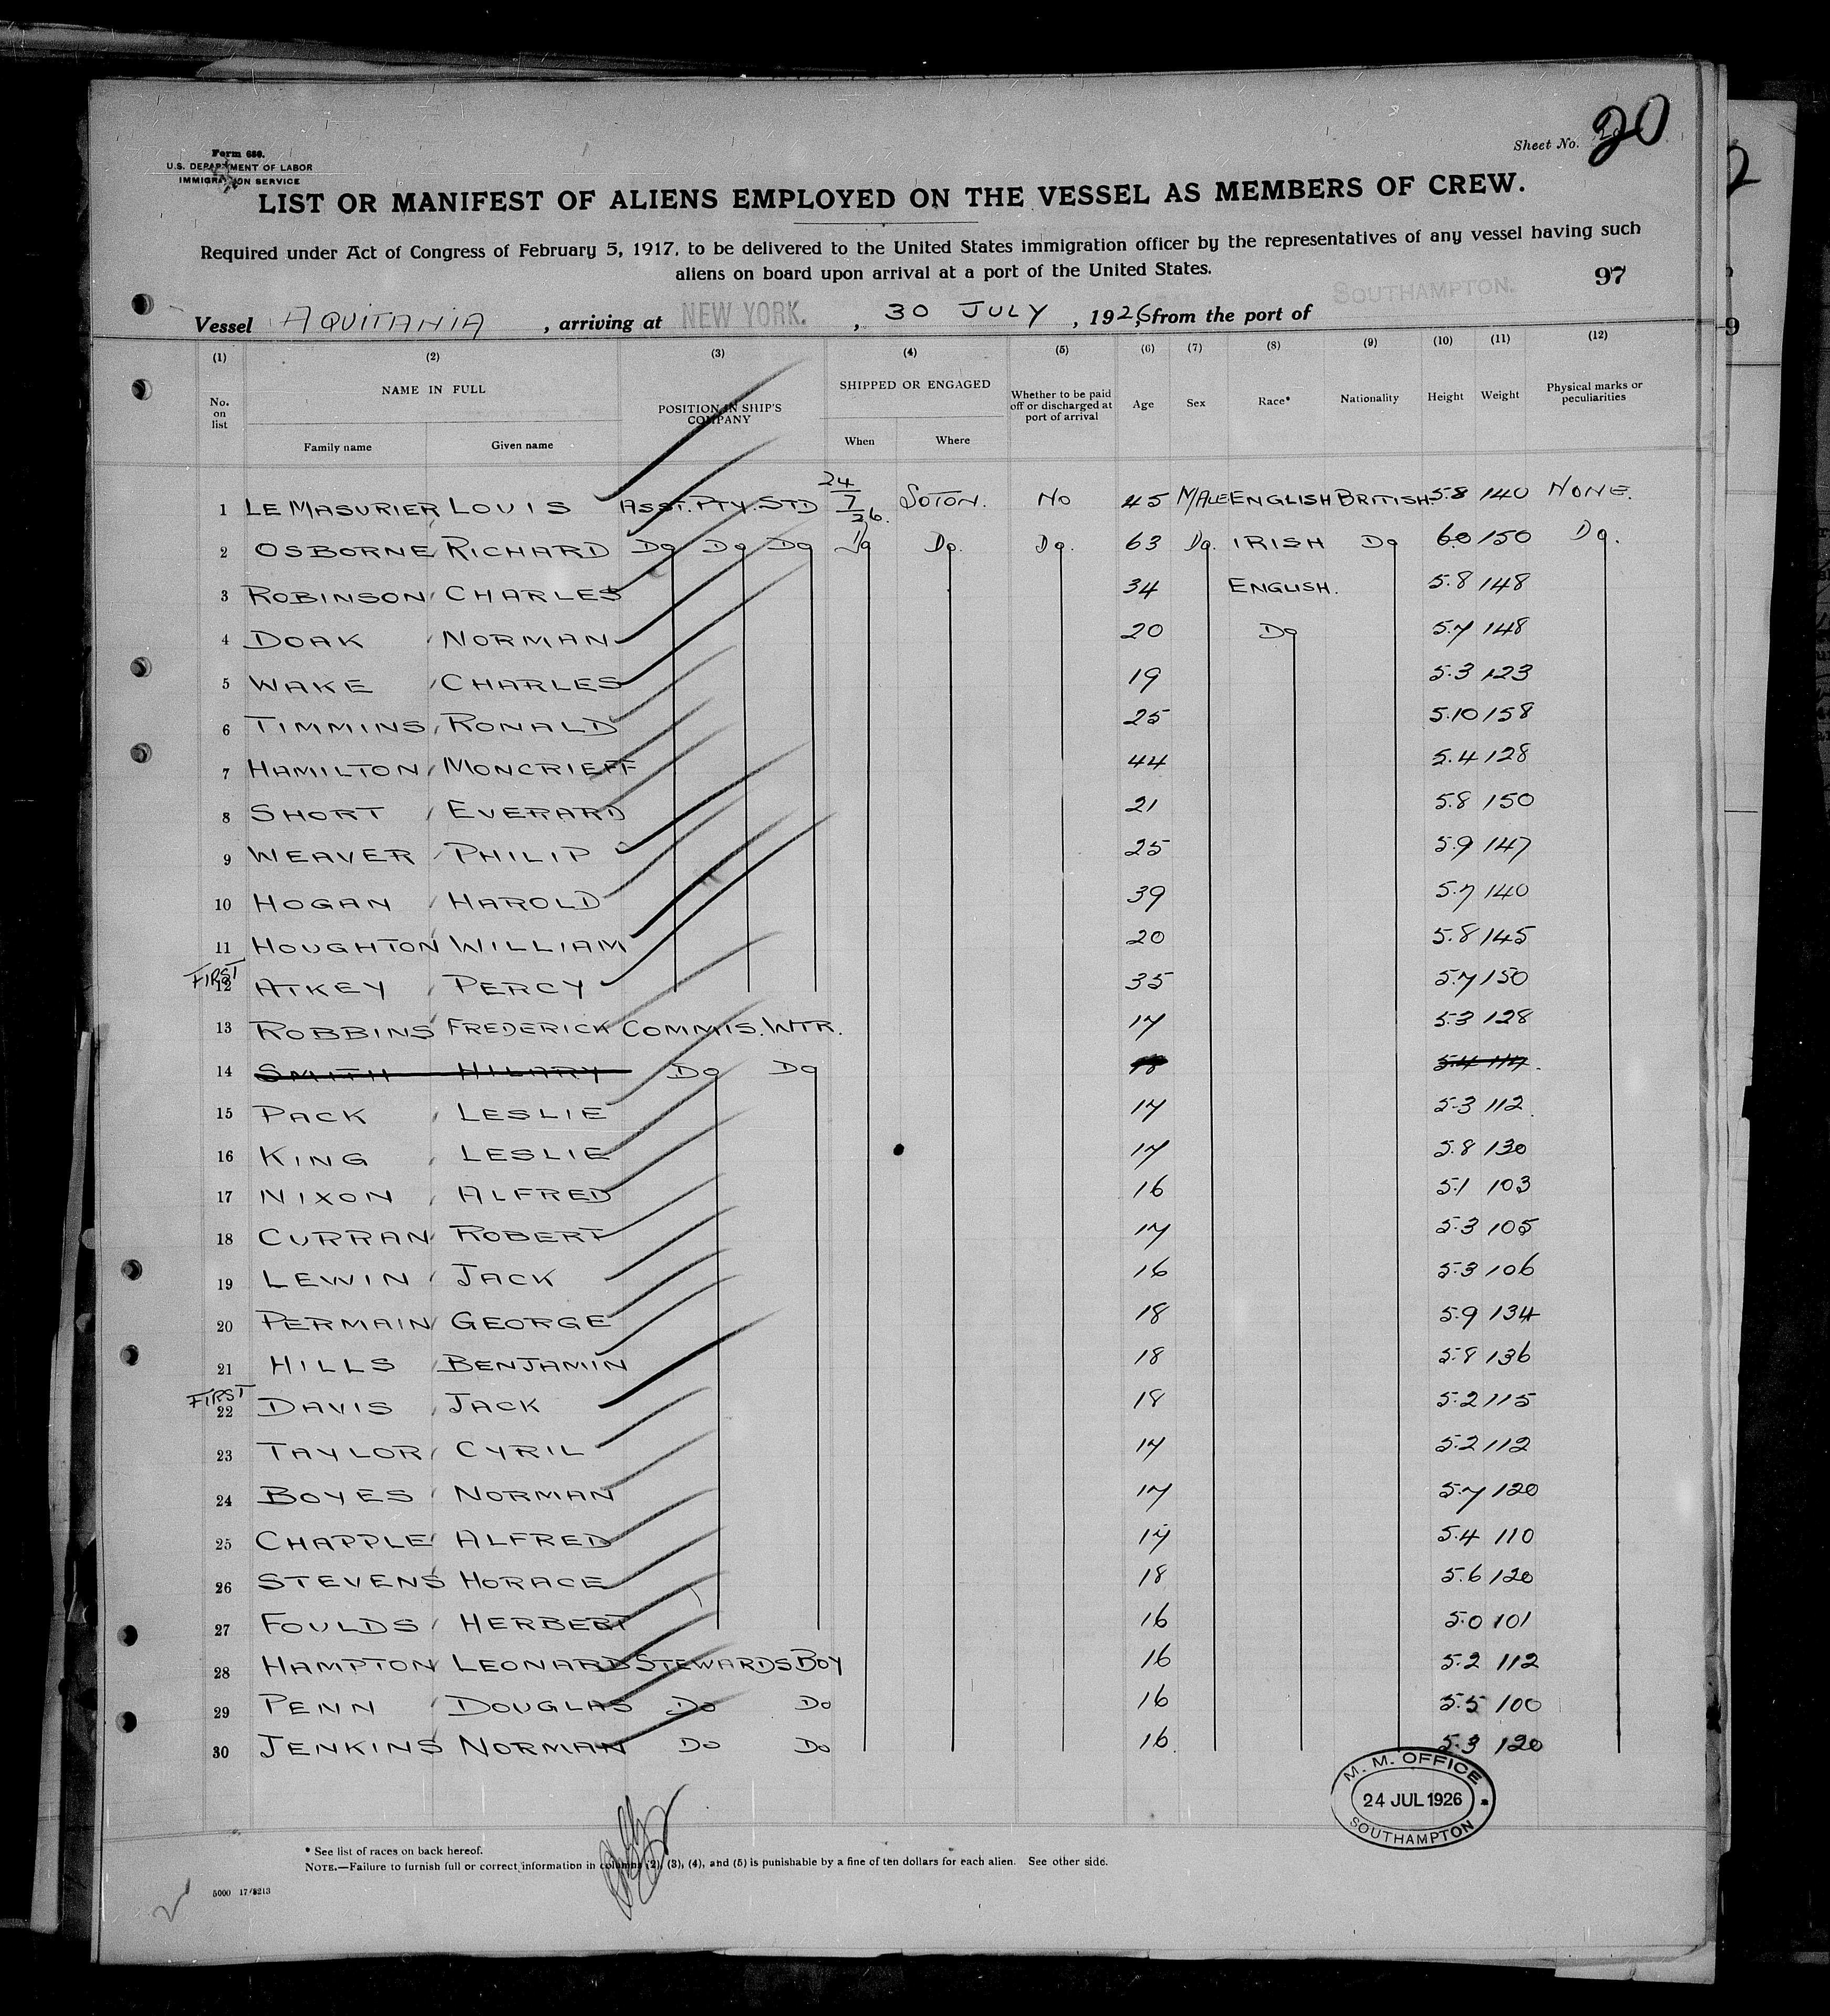 20
Sheet No.
Form 680.
U.S. DEPARTMENT OF LABOR
IMMIGRATION SERVICE
LIST OR MANIFEST OF ALIENS EMPLOYED ON THE VESSEL AS MEMBERS OF CREW.
Required under Act of Congress of February 5, 1917, to be delivered to the United States immigration officer by the representatives of any vessel having such
aliens on board upon arrival at a port of the United States.
97
Vessel AQUITANIA, arriving at NEW YORK., 30 JULY, 1926, from the port of SOUTHAMPTON.
(1) (2) (3) (4) (5) (6) (7) (8) (9) (10) (11) (12)
No. on list NAME IN FULL Family name Given name POSITION IN SHIP'S COMPANY SHIPPED OR ENGAGED When Where Whether to be paid off or discharged at port of arrival Age Sex Race* Nationality Height Weight Physical marks or peculiarities
1 LE MASURIER LOUIS ASST. PTY. STD 24/7/26. SOTON. NO 45 MALE ENGLISH BRITISH 5.8 140 NONE.
2 OSBORNE RICHARD DO DO DO DO DO. DO. 63 DO. IRISH DO 6.0 150 DO.
3 ROBINSON CHARLES 34 ENGLISH. 5.8 148
4 DOAK NORMAN 20 DO 5.7 148
5 WAKE CHARLES 19 5.3 123
6 TIMMINS RONALD 25 5.10 158
7 HAMILTON MONCRIEFF 44 5.4 128
8 SHORT EVERARD 21 5.8 150
9 WEAVER PHILIP 25 5.9 147
10 HOGAN HAROLD 39 5.7 140
11 HOUGHTON WILLIAM 20 5.8 145
FIRST
12 ATKEY PERCY 35 5.7 150
13 ROBBINS FREDERICK COMMIS. WTR. 17 5.3 128
14 SMITH HILARY DO DO 18 5.4 114.
15 PACK LESLIE 17 5.3 112.
16 KING LESLIE 17 5.8 130
17 NIXON ALFRED 16 5.1 103
18 CURRAN ROBERT 17 5.3 105
19 LEWIN JACK 16 5.3 106
20 PERMAIN GEORGE 18 5.9 134
21 HILLS BENJAMIN 18 5.8 136
FIRST
22 DAVIS JACK 18 5.2 115
23 TAYLOR CYRIL 17 5.2 112
24 BOYES NORMAN 17 5.7 120
25 CHAPPLE ALFRED 17 5.4 110
26 STEVENS HORACE 18 5.6 120
27 FOULDS HERBERT 16 5.0 101
28 HAMPTON LEONARD STEWARDS BOY 16 5.2 112
29 PENN DOUGLAS DO DO 16 5.5 100
30 JENKINS NORMAN DO DO 16. 5.3 120
M. M. OFFICE
24 JUL 1926
SOUTHAMPTON
* See list of races on back hereof.
NOTE.—Failure to furnish full or correct information in columns (2), (3), (4), and (5) is punishable by a fine of ten dollars for each alien. See other side.
5000 17/5213